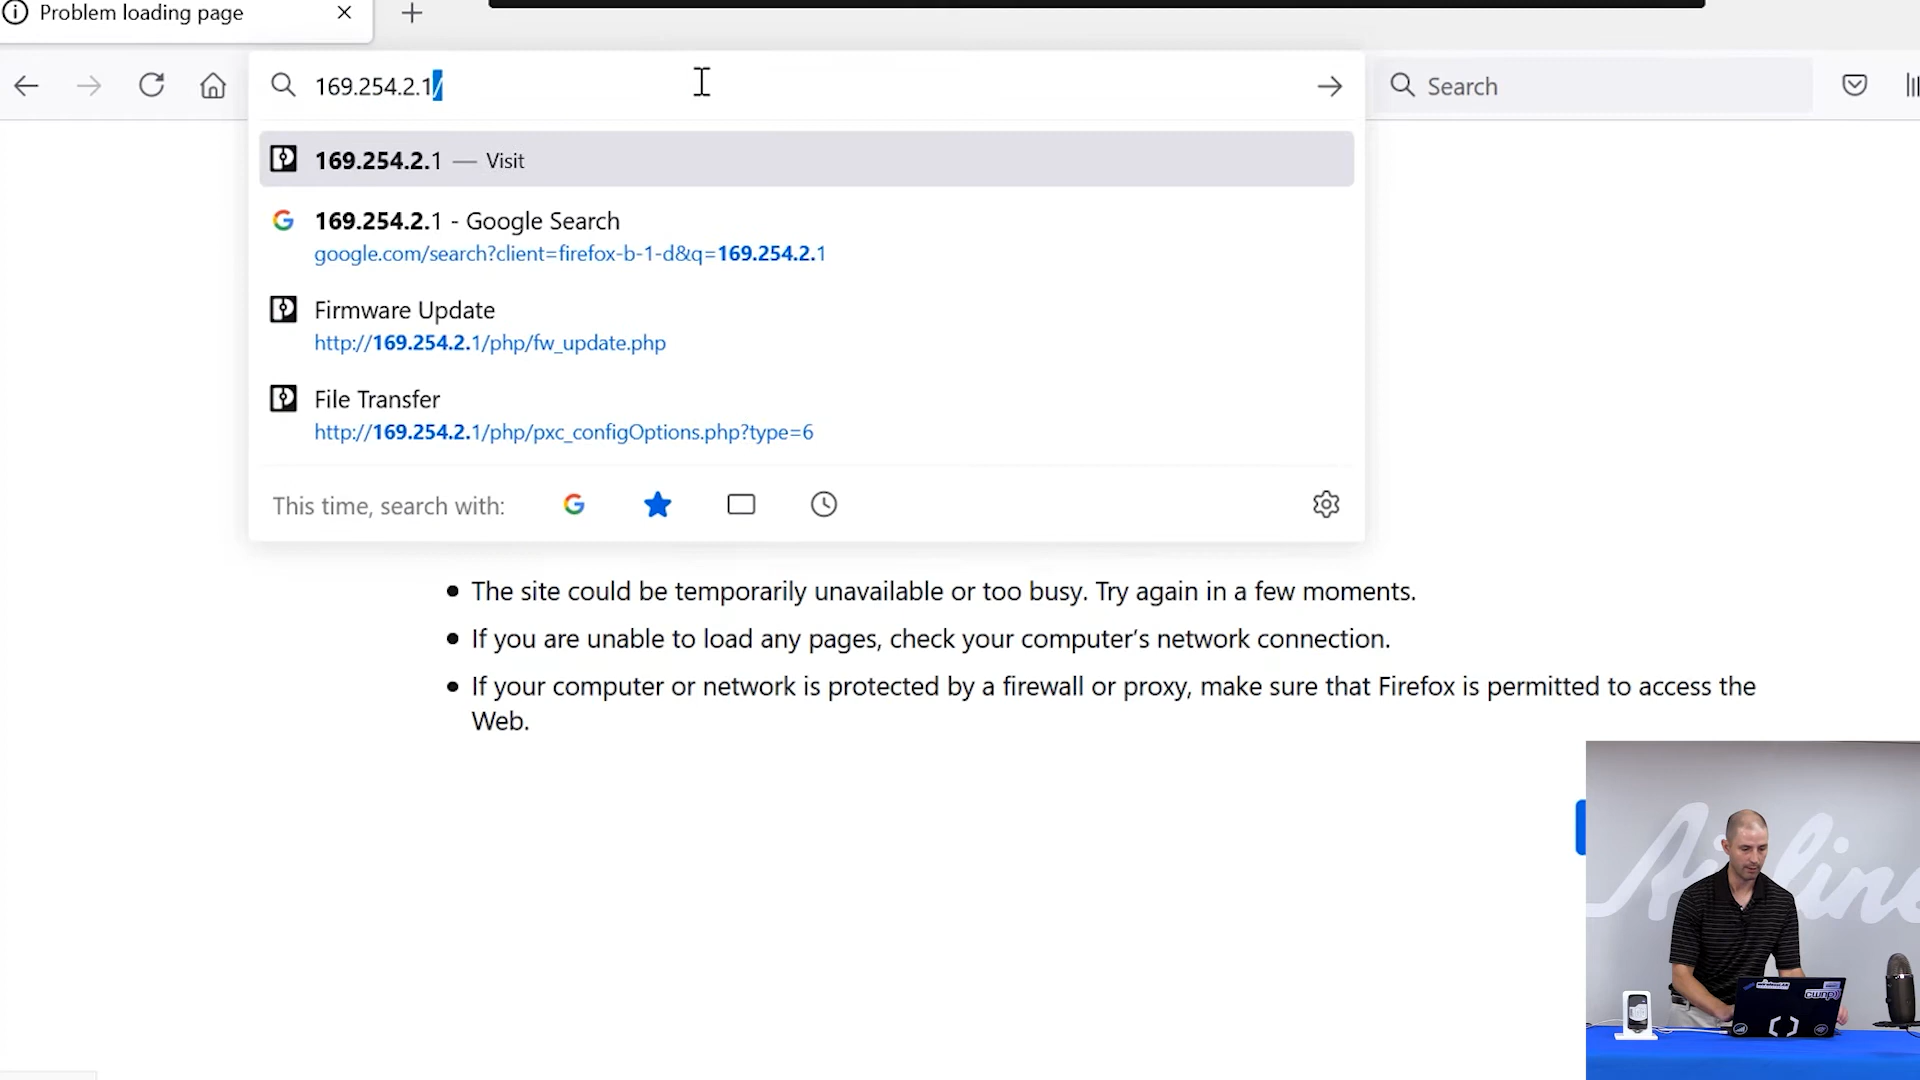 Problem loading page
169.254.2.1/
Search
169.254.2.1 — Visit
169.254.2.1 - Google Search
google.com/search?client=firefox-b-1-d&q=169.254.2.1
Firmware Update
http://169.254.2.1/php/fw_update.php
File Transfer
http://169.254.2.1/php/pxc_configOptions.php?type=6
This time, search with:
The site could be temporarily unavailable or too busy. Try again in a few moments.
If you are unable to load any pages, check your computer’s network connection.
If your computer or network is protected by a firewall or proxy, make sure that Firefox is permitted to access the
Web.